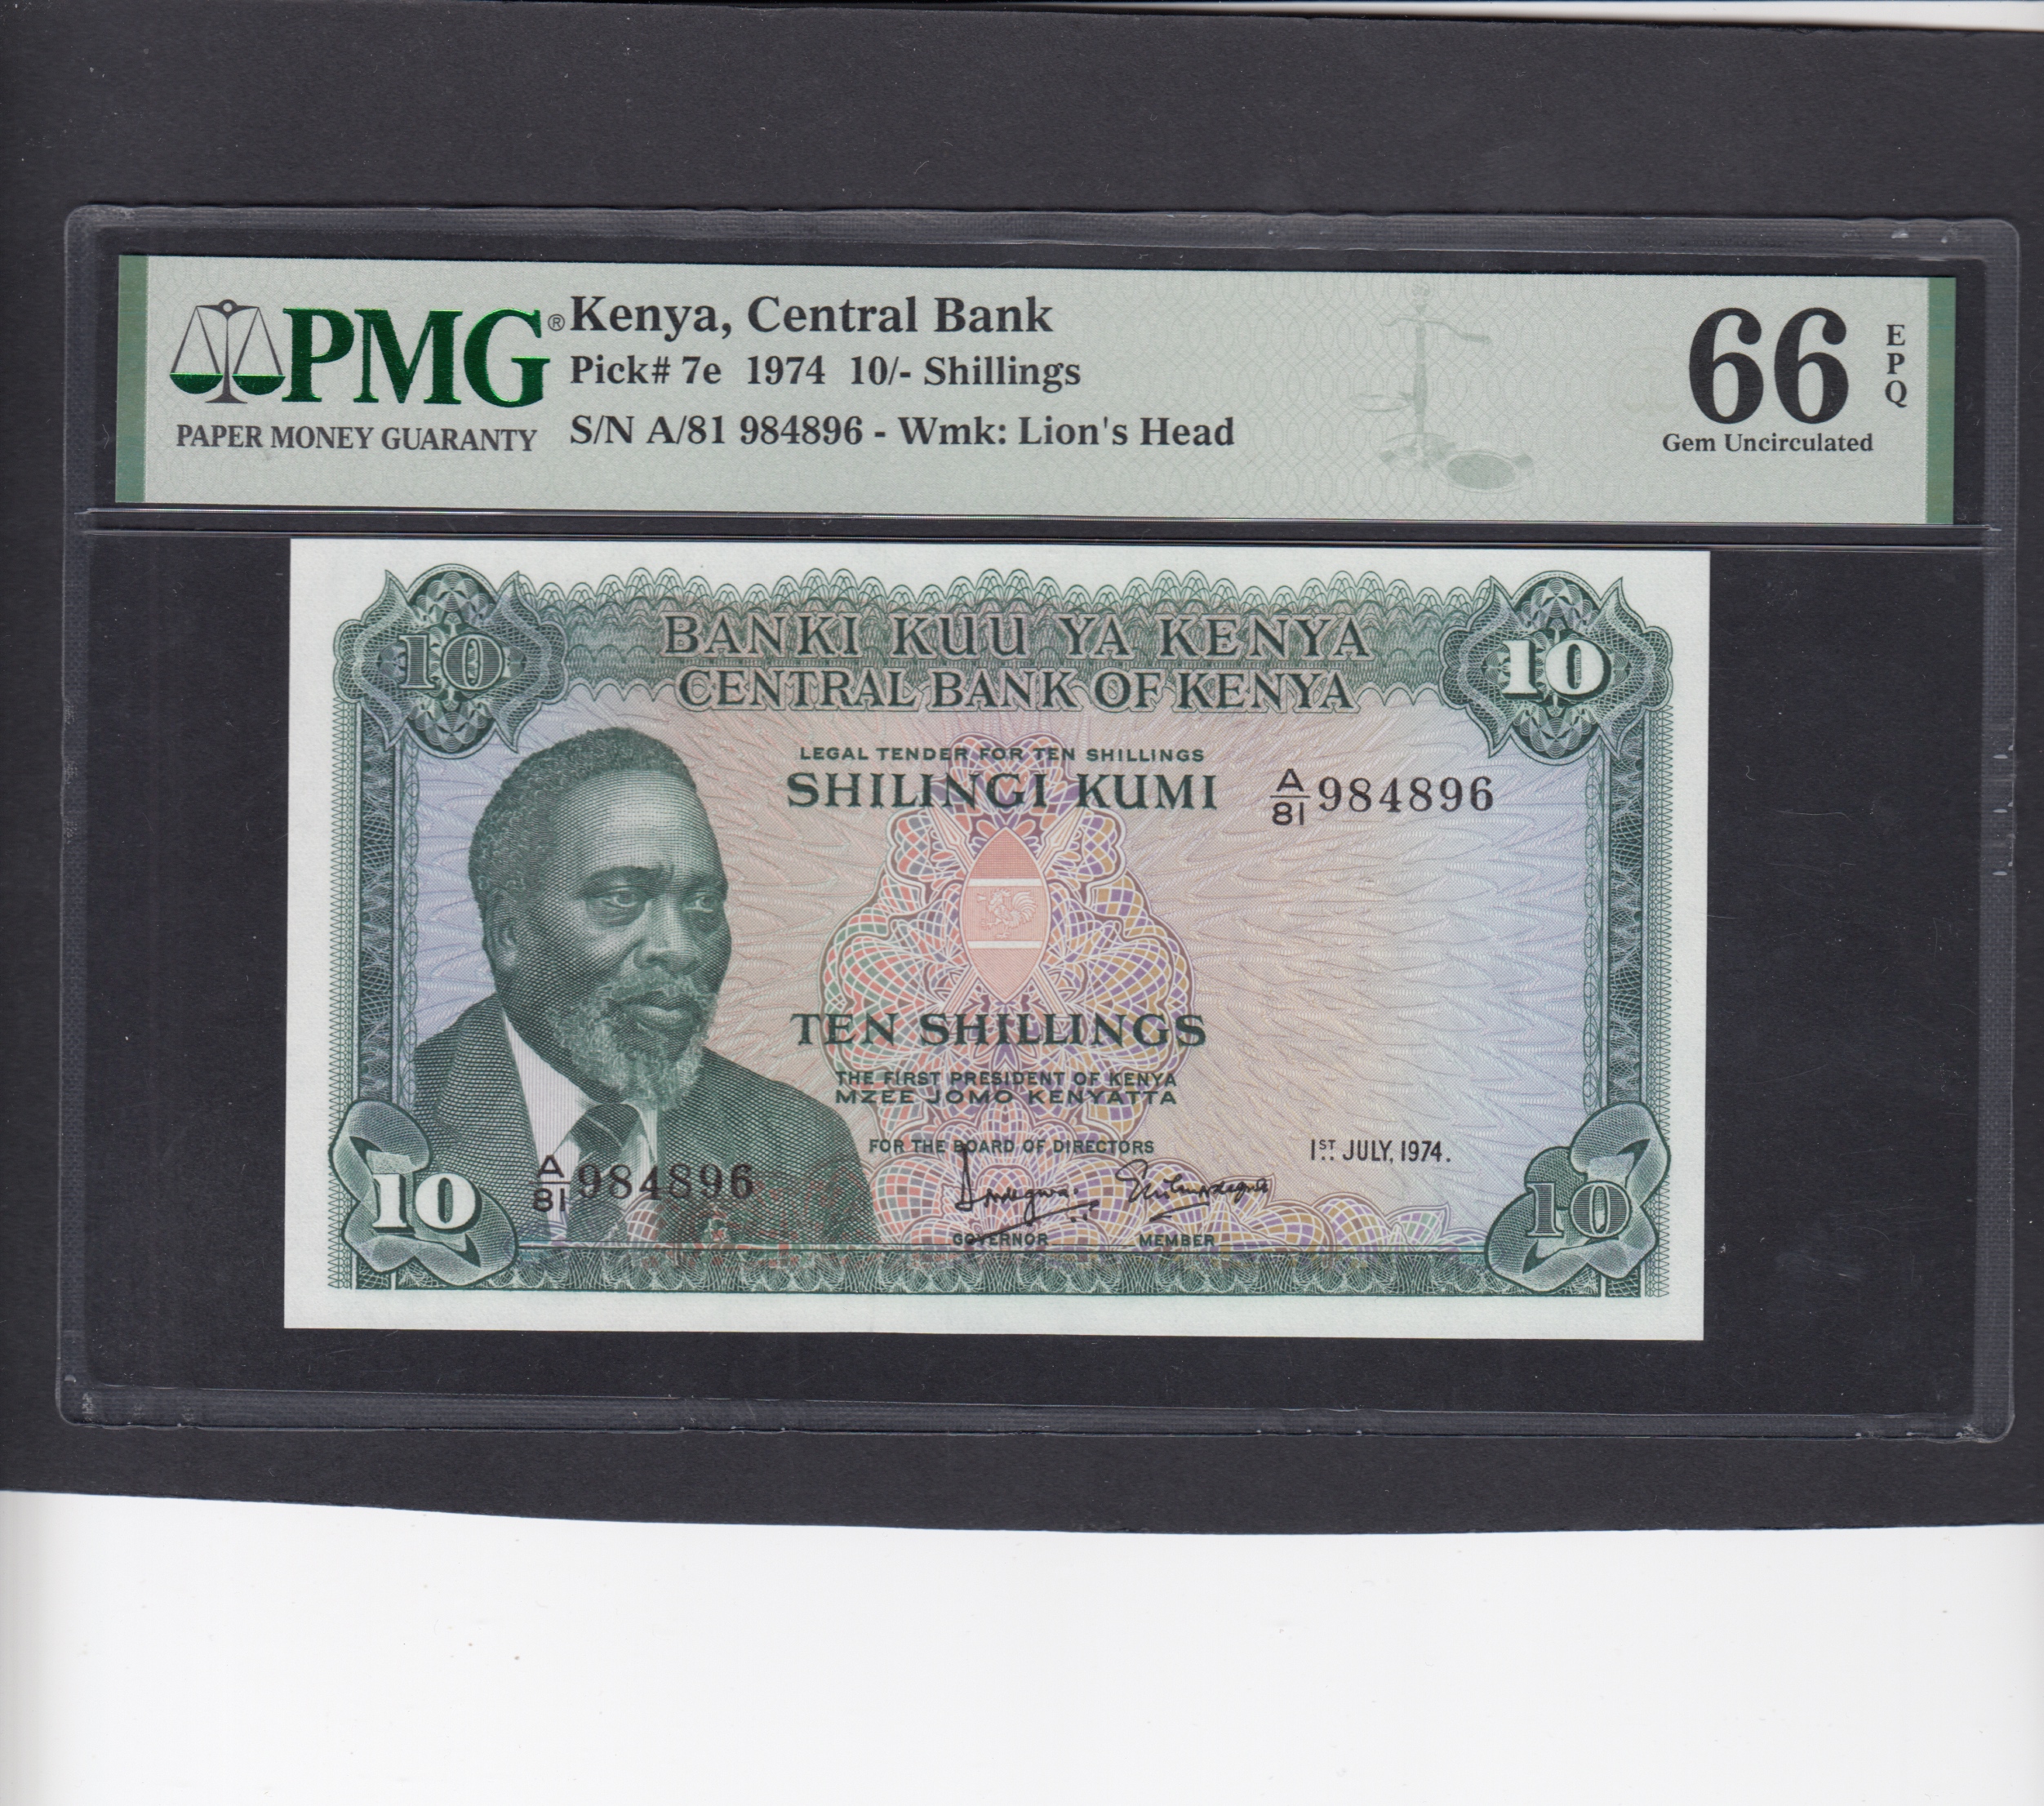 PMG®
PAPER MONEY GUARANTY
Kenya, Central Bank
Pick# 7e 1974 10/- Shillings
S/N A/81 984896 - Wmk: Lion's Head
66
EPQ
Gem Uncirculated
10
BANKI KUU YA KENYA
CENTRAL BANK OF KENYA
10
LEGAL TENDER FOR TEN SHILLINGS
SHILINGI KUMI
A/81 984896
TEN SHILLINGS
THE FIRST PRESIDENT OF KENYA
MZEE JOMO KENYATTA
FOR THE BOARD OF DIRECTORS
1ST. JULY, 1974.
10
A/81 984896
GOVERNOR
MEMBER
10